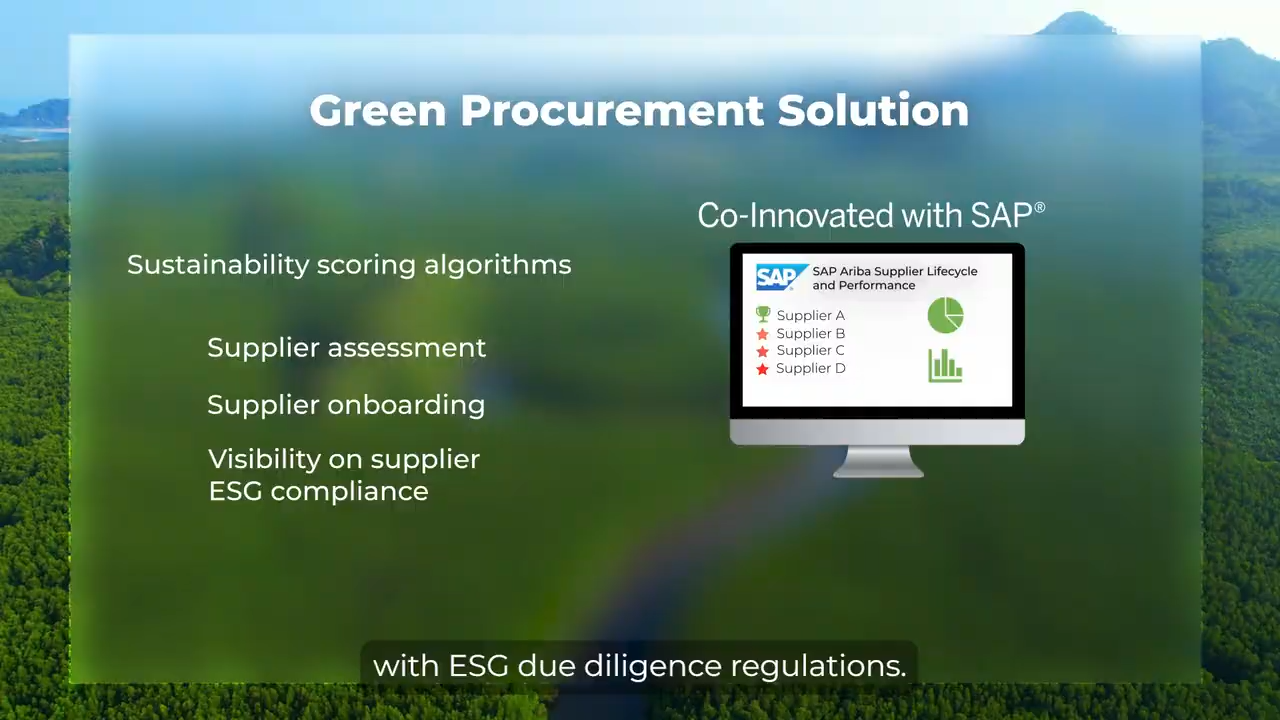 Green Procurement Solution
Sustainability scoring algorithms
Supplier assessment
Supplier onboarding
Visibility on supplier
ESG compliance
Co-Innovated with SAP®
SAP®
SAP Ariba Supplier Lifecycle
and Performance
Supplier A
Supplier B
Supplier C
Supplier D
with ESG due diligence regulations.